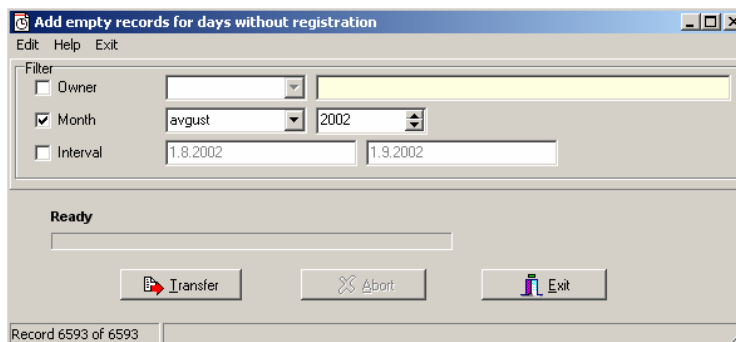 Add empty records for days without registration
Edit Help Exit
Filter
Owner
Month avgust 2002
Interval 1.8.2002 1.9.2002
Ready
Transfer Abort Exit
Record 6593 of 6593